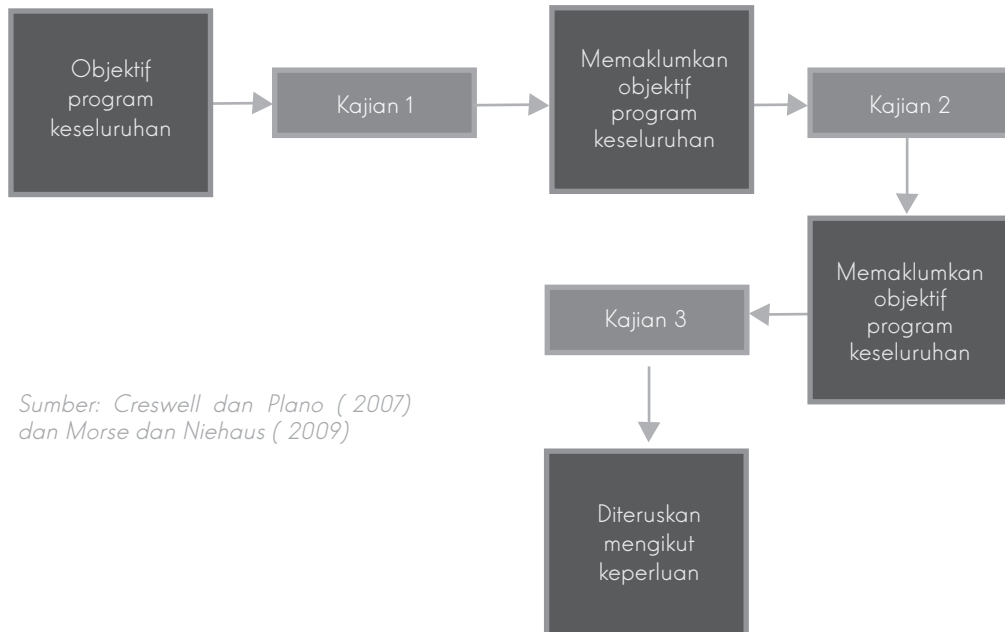 Objektif
program
keseluruhan
Kajian 1
Memaklumkan
objektif
program
keseluruhan
Kajian 2
Memaklumkan
objektif
program
keseluruhan
Kajian 3
Diteruskan
mengikut
keperluan
Sumber: Creswell dan Plano ( 2007)
dan Morse dan Niehaus ( 2009)